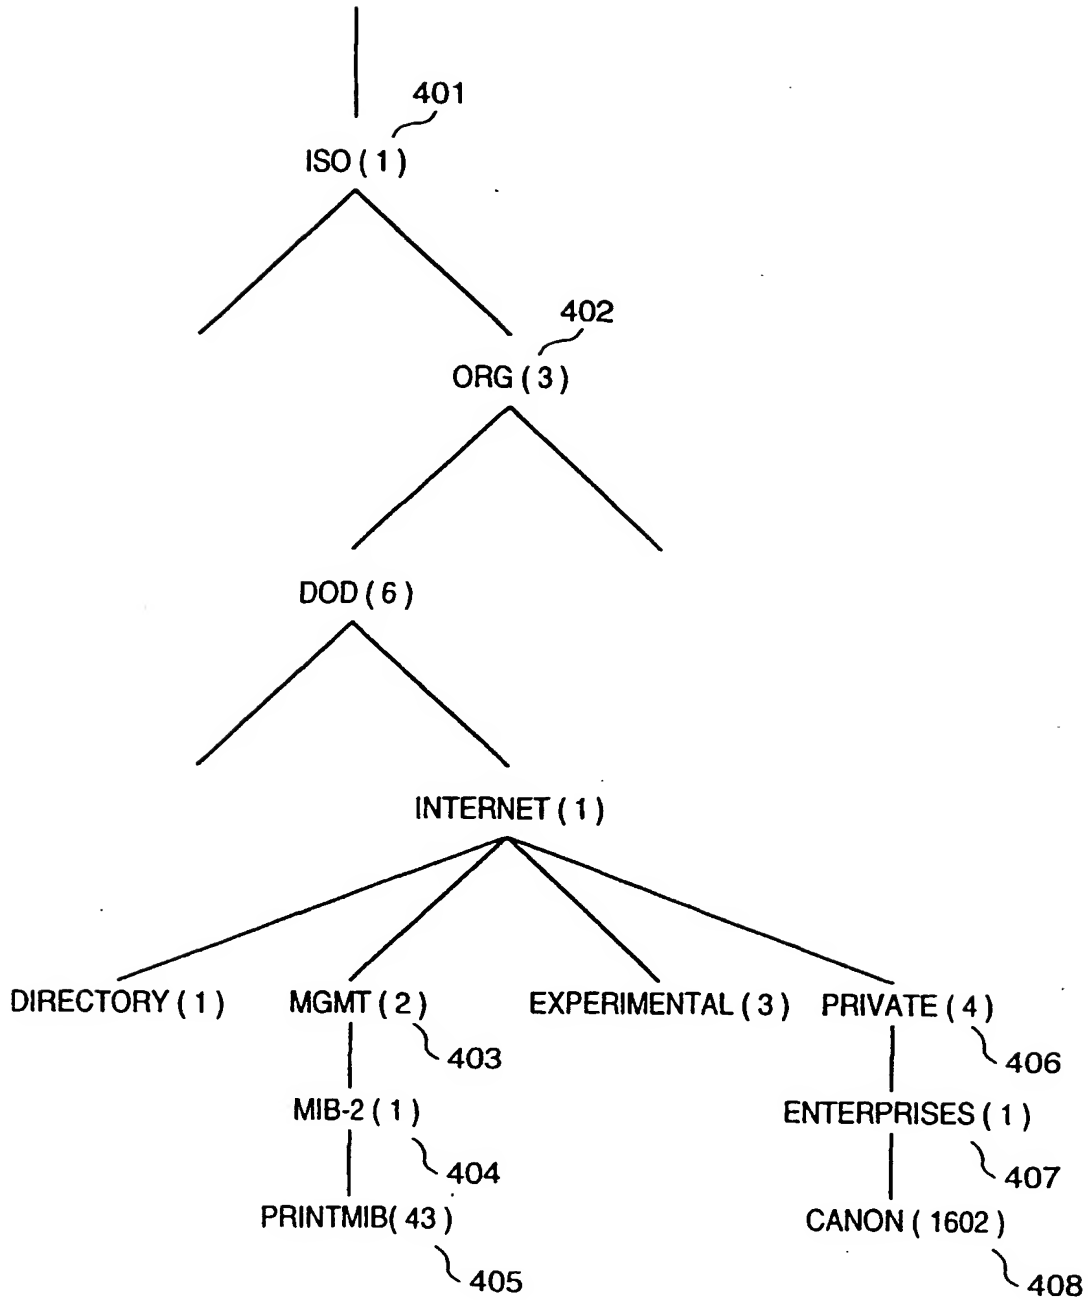 401
ISO ( 1 )
402
ORG ( 3 )
DOD ( 6 )
INTERNET ( 1 )
DIRECTORY ( 1 ) MGMT ( 2 ) EXPERIMENTAL ( 3 ) PRIVATE ( 4 )
403 406
MIB-2 ( 1 ) ENTERPRISES ( 1 )
404 407
PRINTMIB( 43 ) CANON ( 1602 )
405 408